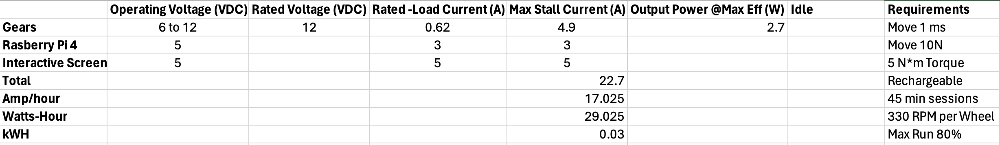 Operating Voltage (VDC) Rated Voltage (VDC) Rated -Load Current (A) Max Stall Current (A) Output Power @Max Eff (W) Idle Requirements
Gears 6 to 12 12 0.62 4.9 2.7 Move 1 ms
Rasberry Pi 4 5 3 3 Move 10N
Interactive Screen 5 5 5 5 N*m Torque
Total 22.7 Rechargeable
Amp/hour 17.025 45 min sessions
Watts-Hour 29.025 330 RPM per Wheel
kWH 0.03 Max Run 80%